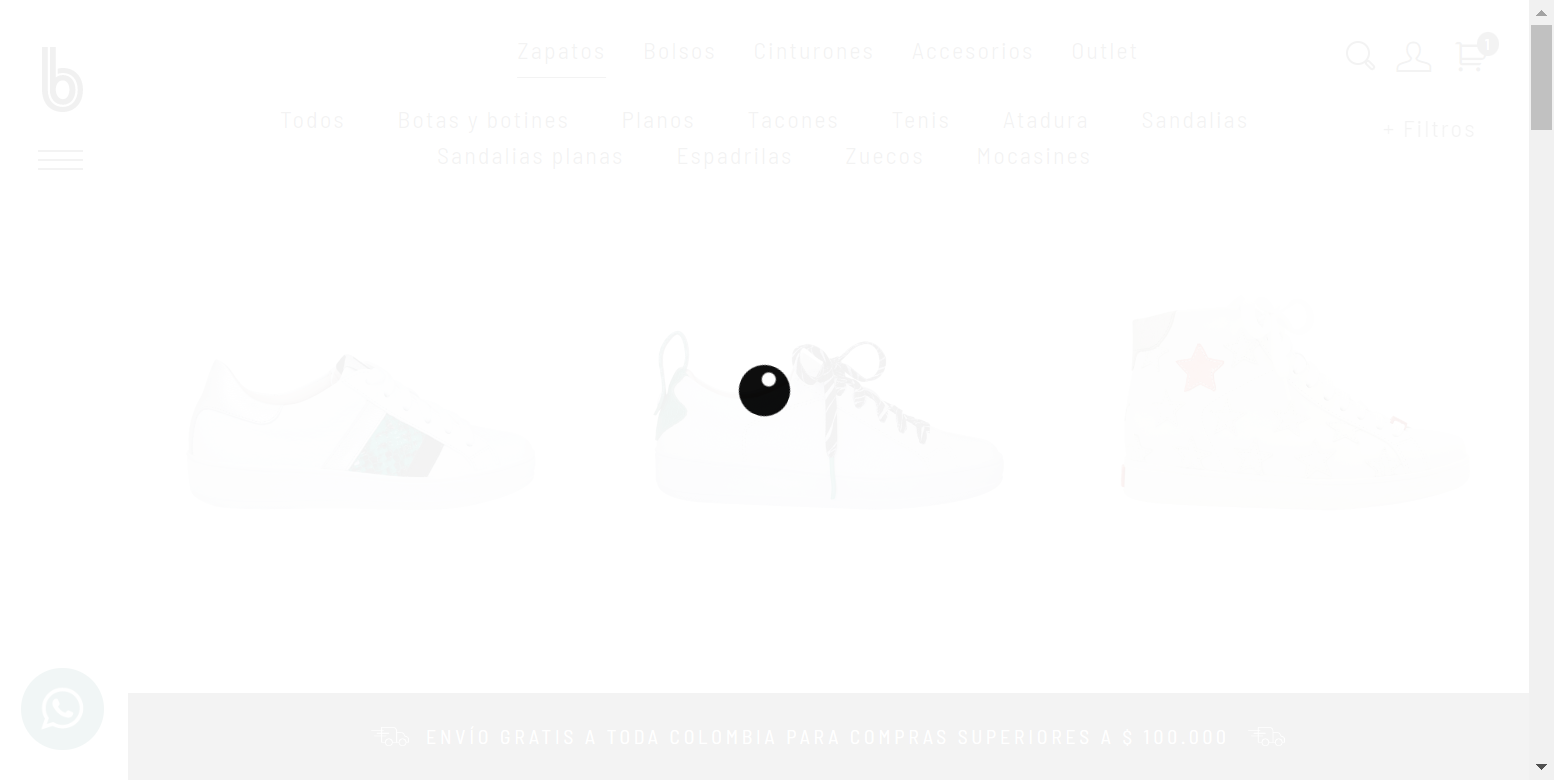 b
Zapatos Bolsos Cinturones Accesorios Outlet
1
Todos Botas y botines Planos Tacones Tenis Atadura Sandalias
+ Filtros
Sandalias planas Espadrilas Zuecos Mocasines
ENVÍO GRATIS A TODA COLOMBIA PARA COMPRAS SUPERIORES A $ 100.000